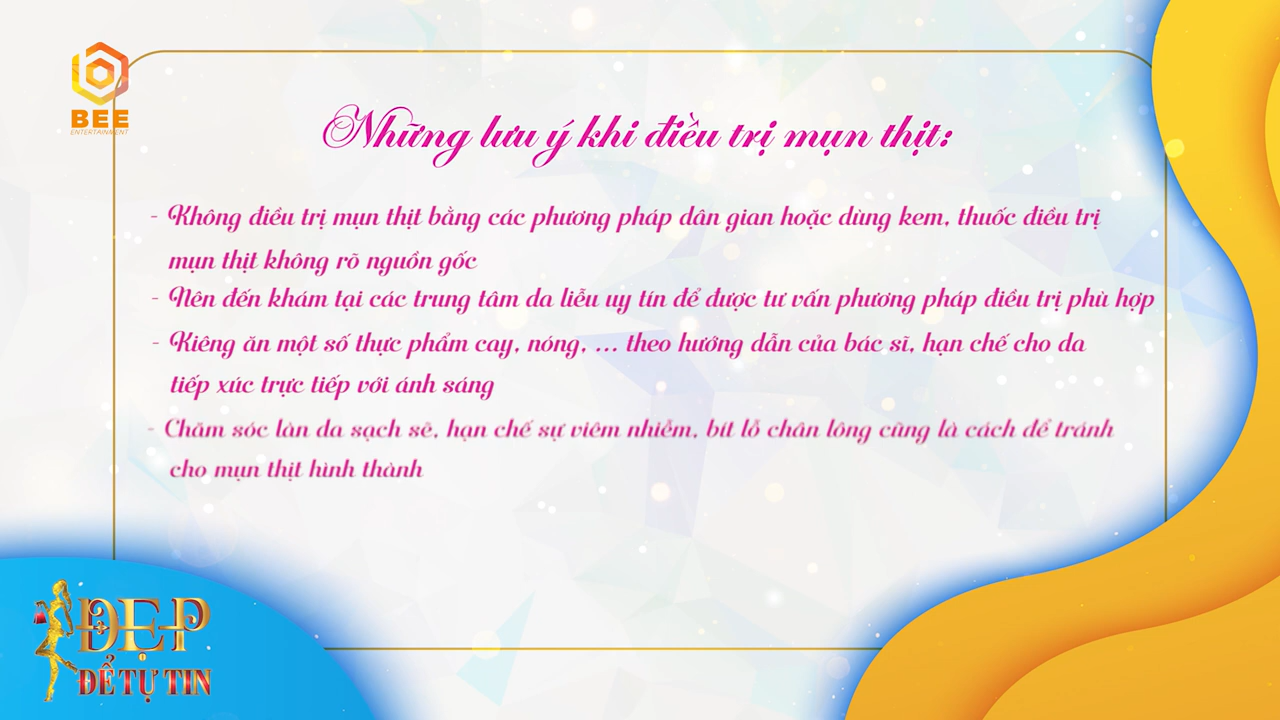 BEE
ENTERTAINMENT
Những lưu ý khi điều trị mụn thịt:
- Không điều trị mụn thịt bằng các phương pháp dân gian hoặc dùng kem, thuốc điều trị
mụn thịt không rõ nguồn gốc
- Nên đến khám tại các trung tâm da liễu uy tín để được tư vấn phương pháp điều trị phù hợp
- Kiêng ăn một số thực phẩm cay, nóng, ... theo hướng dẫn của bác sĩ, hạn chế cho da
tiếp xúc trực tiếp với ánh sáng
- Chăm sóc làn da sạch sẽ, hạn chế sự viêm nhiễm, bít lỗ chân lông cũng là cách để tránh
cho mụn thịt hình thành
ĐẸP
ĐỂ TỰ TIN